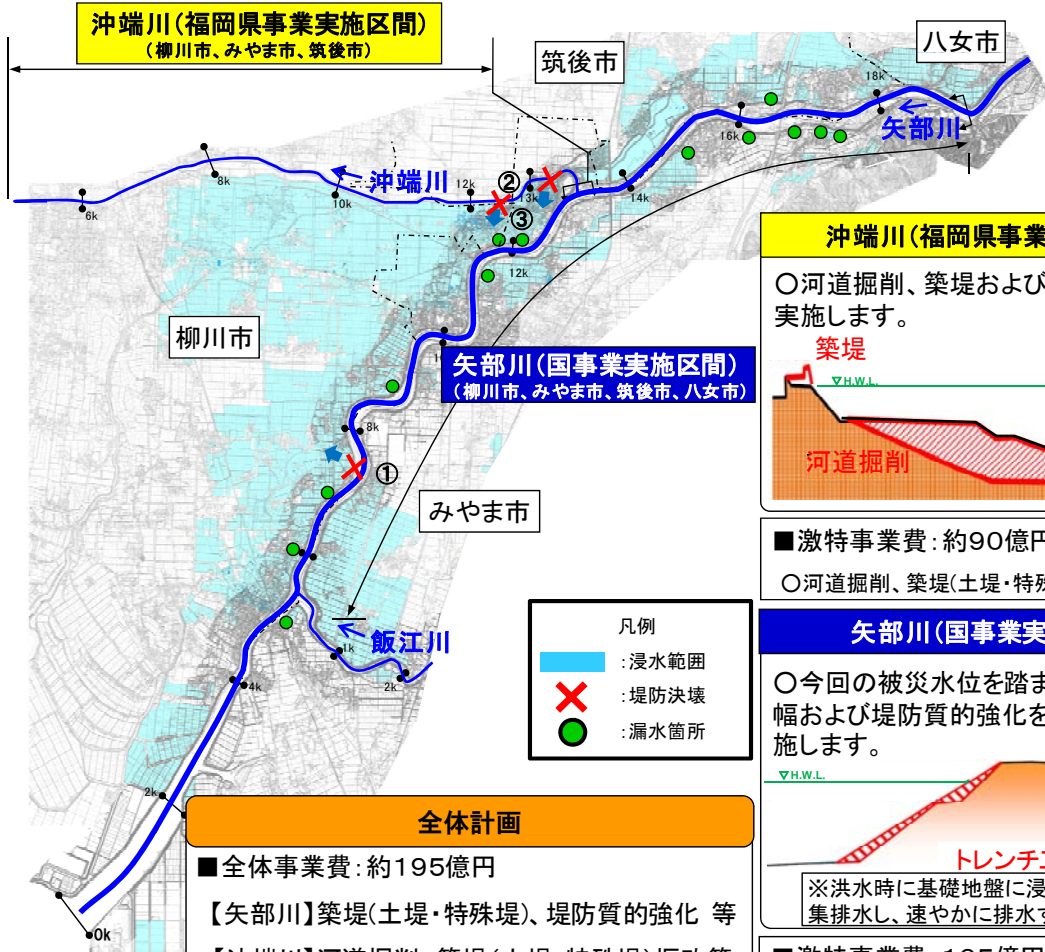 沖端川(福岡県事業実施区間)
(柳川市、みやま市、筑後市)
筑後市
八女市
18k
矢部川
16k
14k
沖端川
8k
6k
10k
12k
②
13k
③
12k
柳川市
矢部川(国事業実施区間)
(柳川市、みやま市、筑後市、八女市)
8k
①
みやま市
飯江川
1k
2k
4k
2k
0k
凡例
:浸水範囲
:堤防決壊
:漏水箇所
沖端川(福岡県事業
○河道掘削、築堤および
実施します。
築堤
▽H.W.L.
河道掘削
■激特事業費:約90億円
○河道掘削、築堤(土堤・特殊
矢部川(国事業実
○今回の被災水位を踏ま
幅および堤防質的強化を
施します。
▽H.W.L.
トレンチエ
※洪水時に基礎地盤に浸
集排水し、速やかに排水す
全体計画
■全体事業費:約195億円
【矢部川】築堤(土堤・特殊堤)、堤防質的強化 等